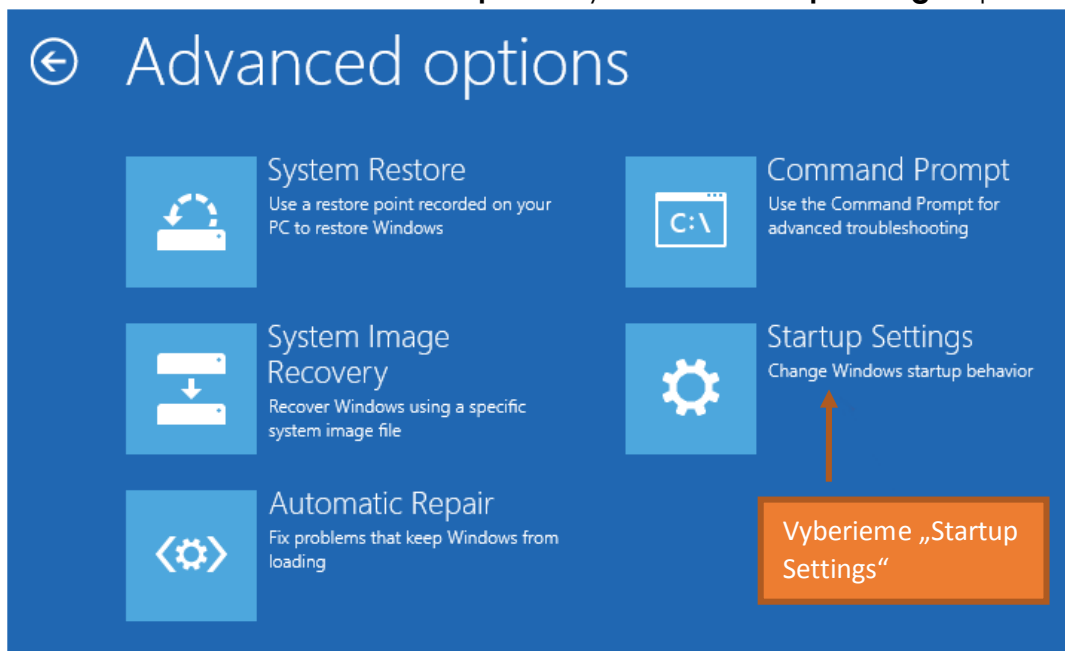 Advanced options
System Restore
Use a restore point recorded on your
PC to restore Windows
System Image
Recovery
Recover Windows using a specific
system image file
Automatic Repair
Fix problems that keep Windows from
loading
C:\
Command Prompt
Use the Command Prompt for
advanced troubleshooting
Startup Settings
Change Windows startup behavior
Vyberieme „Startup
Settings“